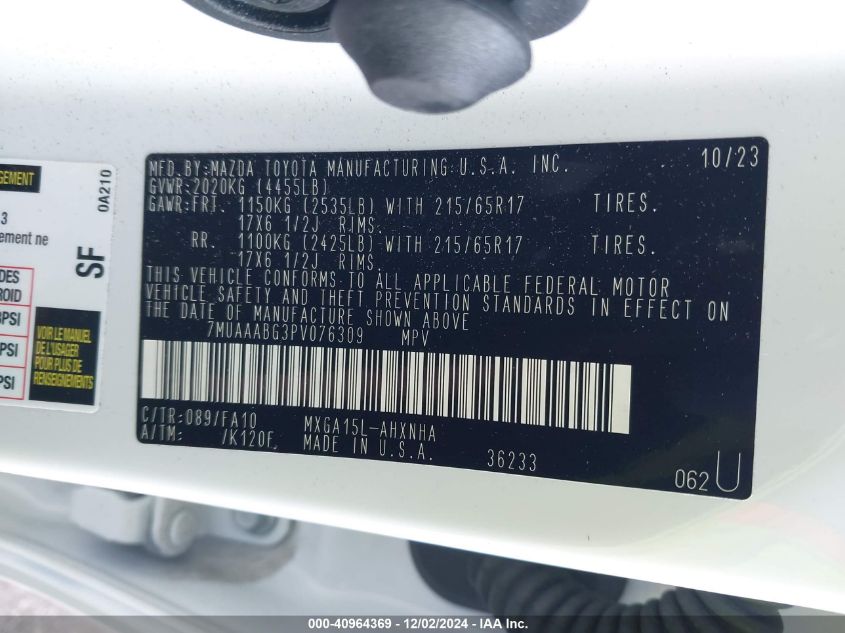 GEMENT
3
ement ne
0A210
SF
DES
ROID
PSI
PSI
PSI
VOIR LE MANUEL
DE L'USAGER
POUR PLUS DE
RENSEIGNEMENTS
MFD.BY:MAZDA TOYOTA MANUFACTURING U.S.A. INC. 10/23
GVWR:2020KG (4455LB)
GAWR:FRT. 1150KG (2535LB) WITH 215/65R17 TIRES.
17X6 1/2J RIMS.
RR. 1100KG (2425LB) WITH 215/65R17 TIRES.
17X6 1/2J RIMS.
THIS VEHICLE CONFORMS TO ALL APPLICABLE FEDERAL MOTOR
VEHICLE SAFETY AND THEFT PREVENTION STANDARDS IN EFFECT ON
THE DATE OF MANUFACTURE SHOWN ABOVE
7MUAAABG3PV076309 MPV
C/TR:089/FA10 MXGA15L-AHXNHA
A/TM: /K120F, MADE IN U.S.A. 36233
062 U
000-40964369 - 12/02/2024 - IAA Inc.